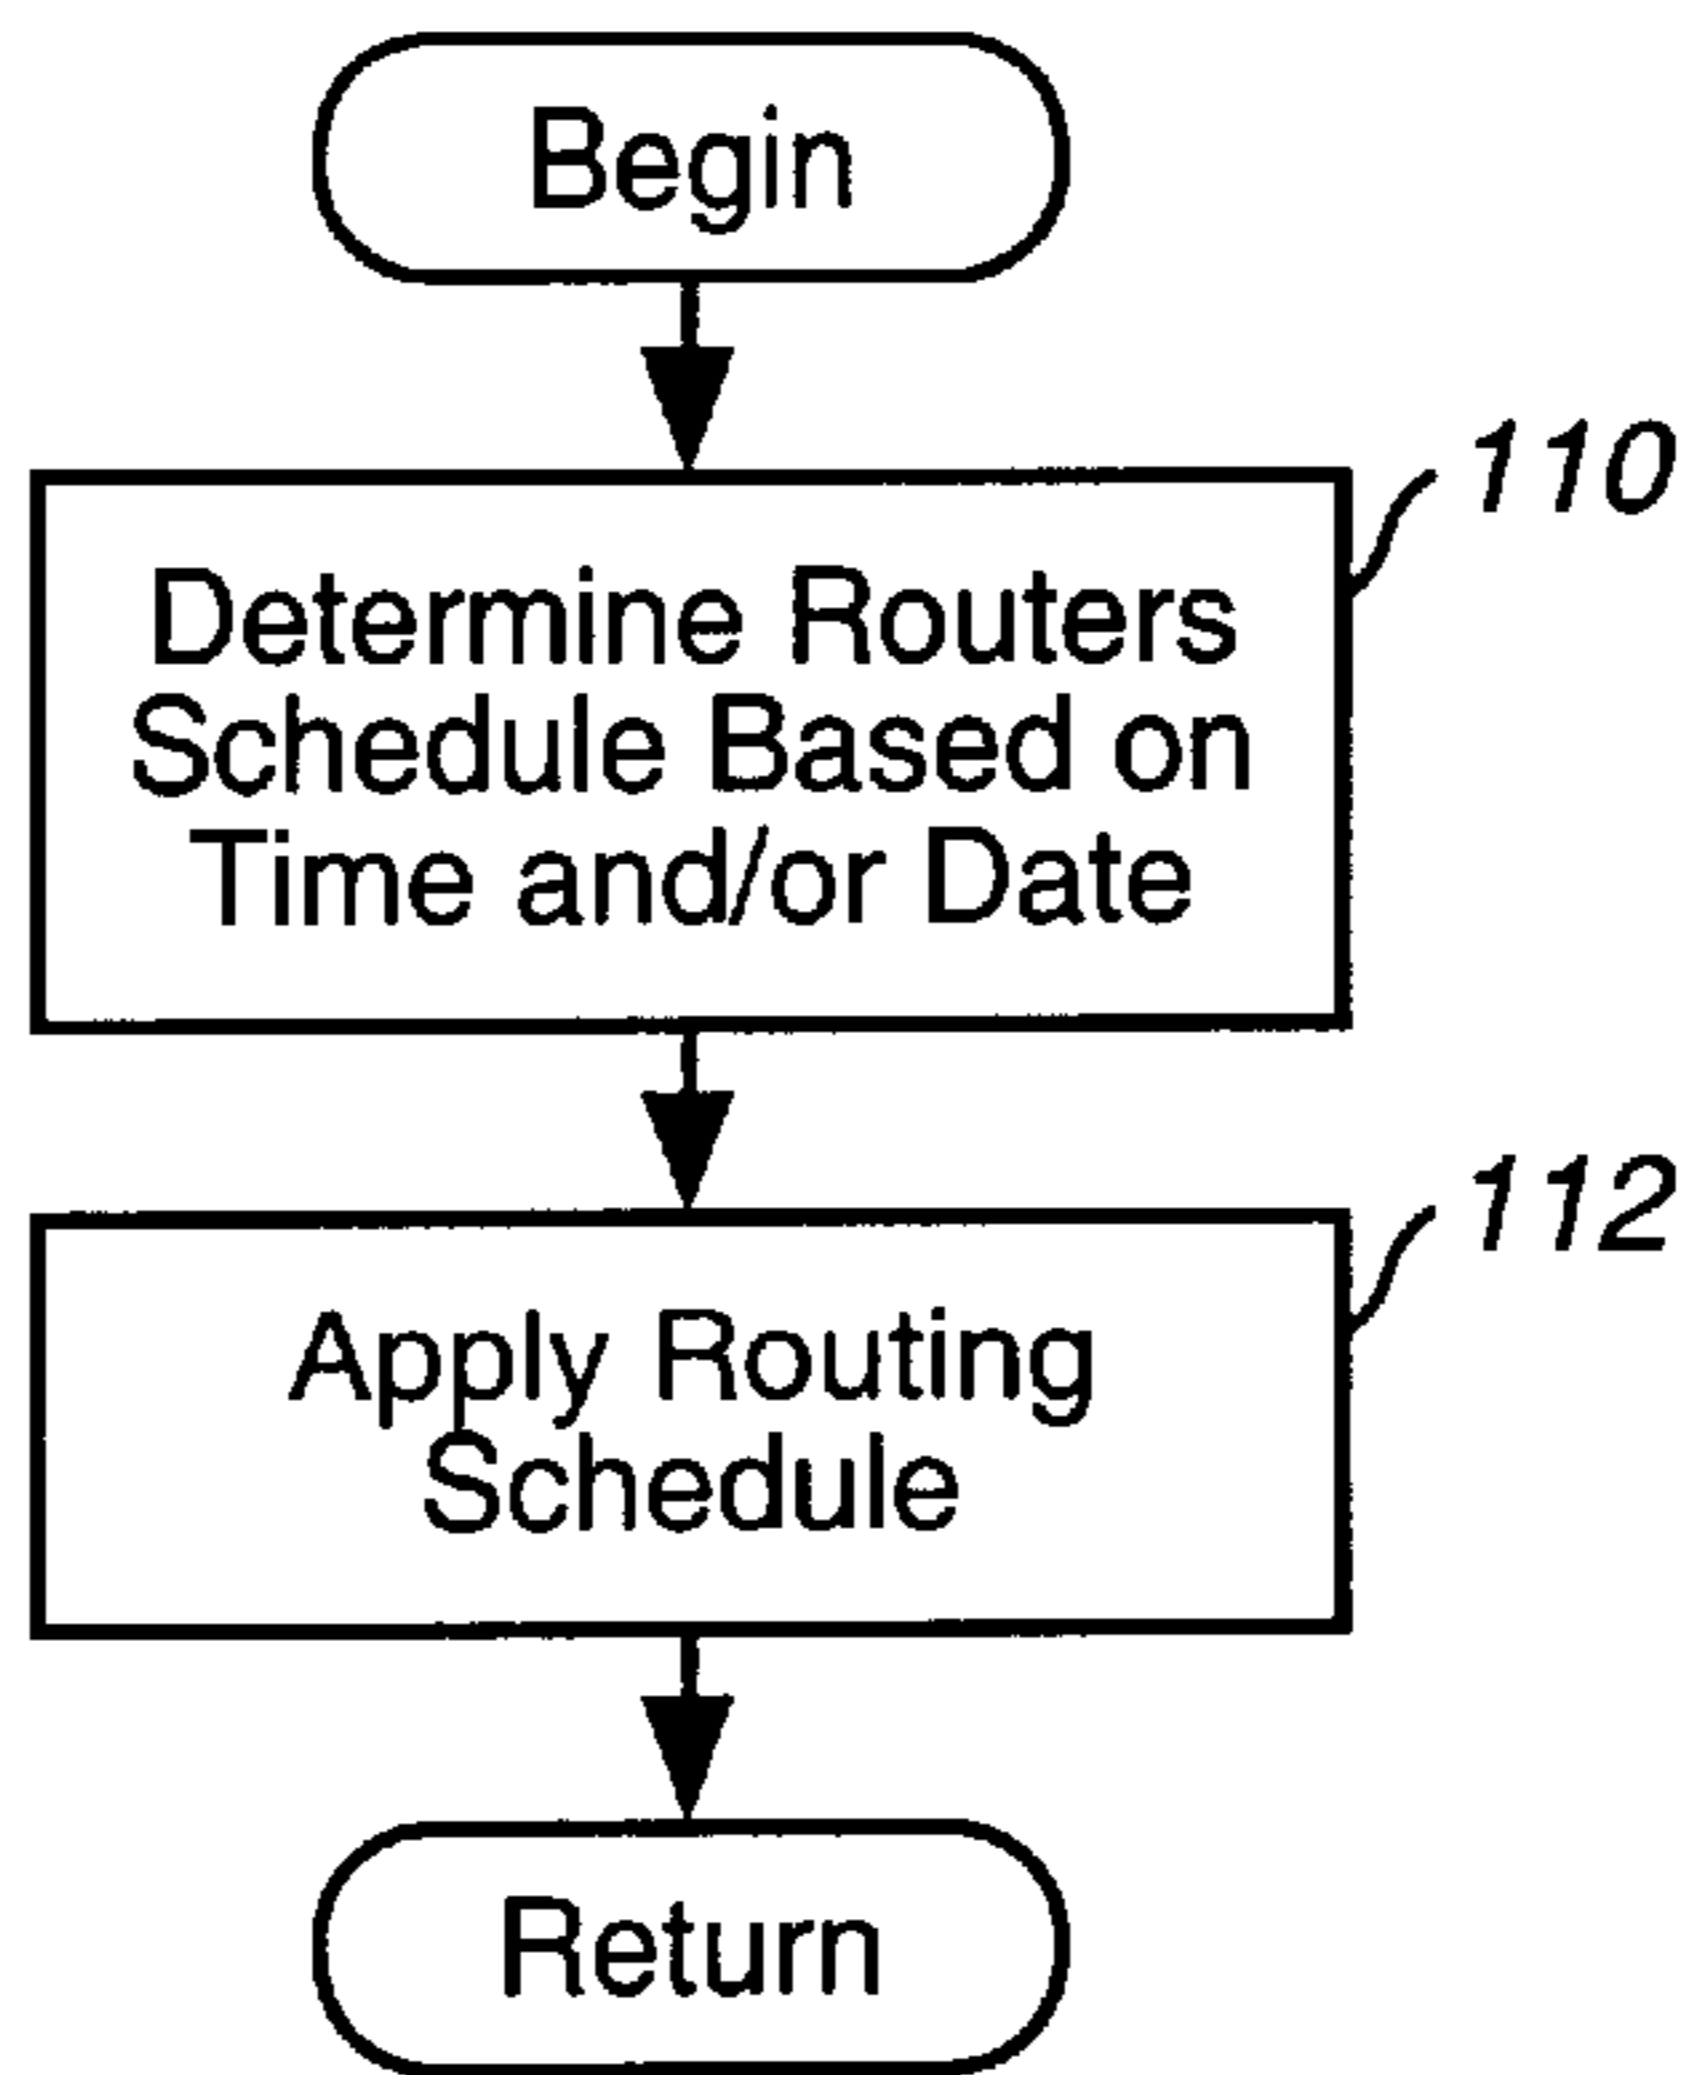 Begin
110
Determine Routers
Schedule Based on
Time and/or Date
112
Apply Routing
Schedule
Return